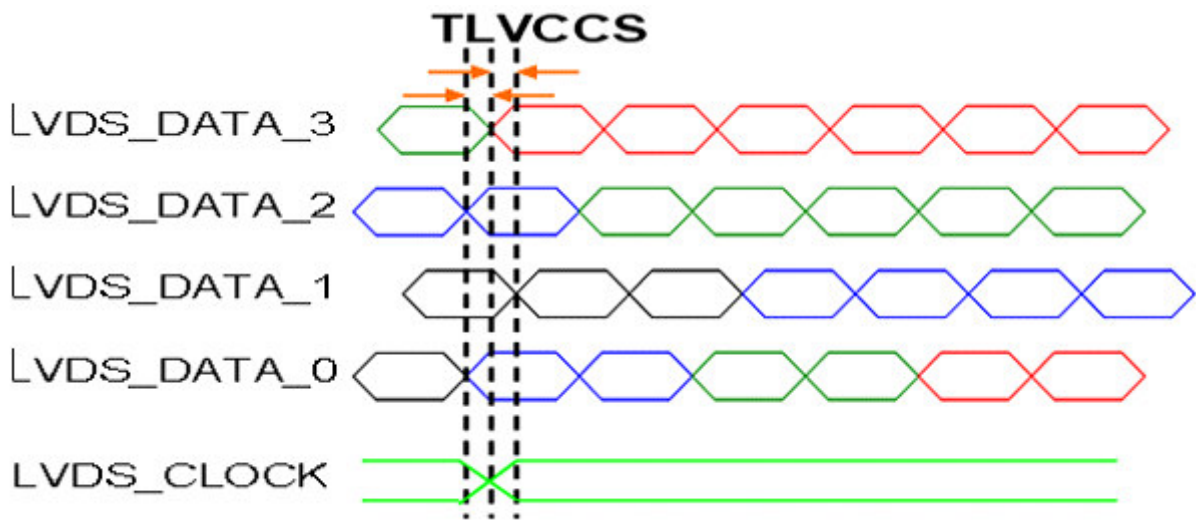 TLVCCS
LVDS_DATA_3
LVDS_DATA_2
LVDS_DATA_1
LVDS_DATA_0
LVDS_CLOCK